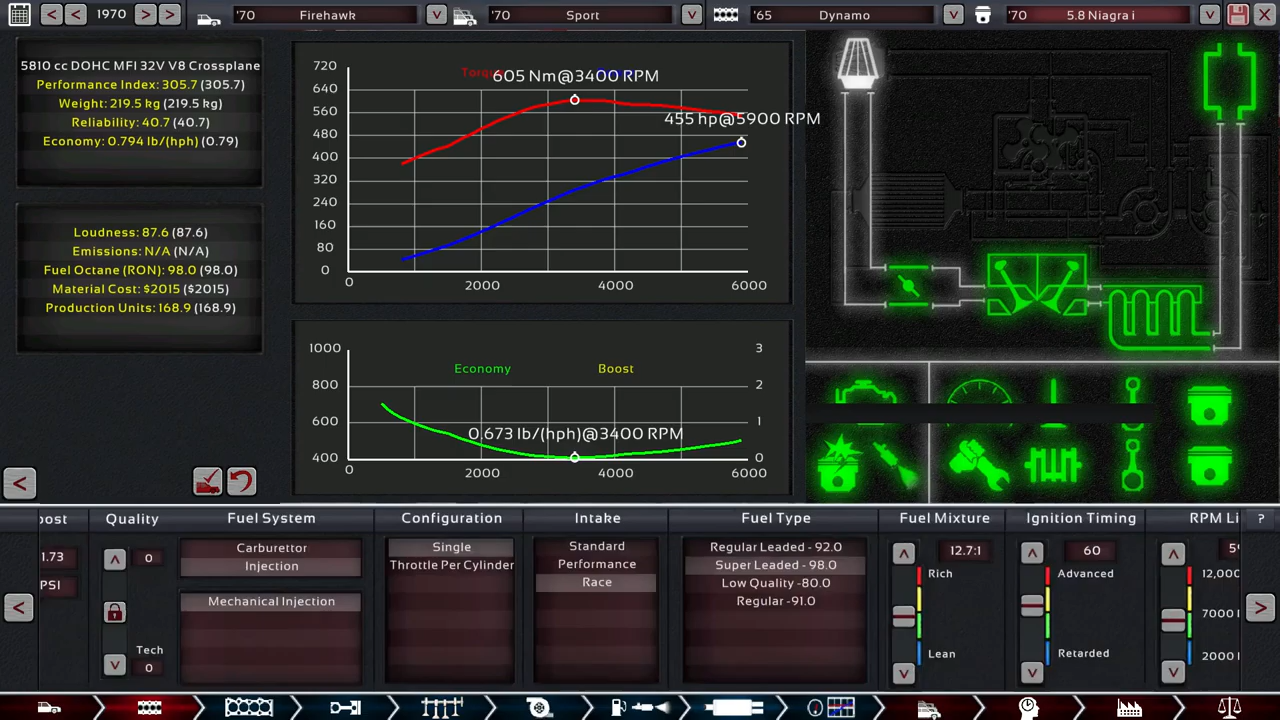 1970
'70 Firehawk
'70 Sport
'65 Dynamo
'70 5.8 Niagra i
5810 cc DOHC MFI 32V V8 Crossplane
Performance Index: 305.7 (305.7)
Weight: 219.5 kg (219.5 kg)
Reliability: 40.7 (40.7)
Economy: 0.794 lb/(hph) (0.79)
Loudness: 87.6 (87.6)
Emissions: N/A (N/A)
Fuel Octane (RON): 98.0 (98.0)
Material Cost: $2015 ($2015)
Production Units: 168.9 (168.9)
720
640
560
480
400
320
240
160
80
0
Torque
605 Nm@3400 RPM
455 hp@5900 RPM
2000 4000 6000
1000
800
600
400
3
2
1
0
Economy Boost
0.673 lb/(hph)@3400 RPM
0 2000 4000 6000
<
oost
1.73
PSI
Quality
0
Tech
0
Fuel System
Carburettor
Injection
Mechanical Injection
Configuration
Single
Throttle Per Cylinder
Intake
Standard
Performance
Race
Fuel Type
Regular Leaded - 92.0
Super Leaded - 98.0
Low Quality -80.0
Regular -91.0
Fuel Mixture
12.7:1
Rich
Lean
Ignition Timing
60
Advanced
Retarded
RPM Li
12,000
7000
2000
?
< >